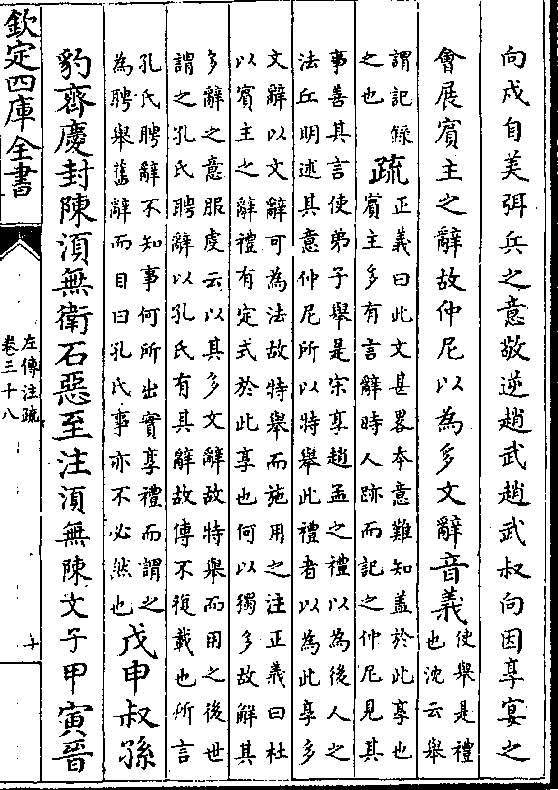 向戌自美弭兵之意敬逆趙武趙武叔向因享宴之
會展賓主之辭故仲尼以為多文辭音義
使舉是禮
也沈云舉
謂記録
之也
疏
正義曰此文甚畧本意難知蓋於此享也
賓主多有言辭時人跡而記之仲尼見其
事善其言使弟子舉是宋享趙孟之禮以為後人之
法丘明述其意仲尼所以特舉此禮者以為此享多
文辭以文辭可為法故特舉而施用之注正義曰杜
以賓主之辭禮有定式於此享也何以獨多故解其
多辭之意服虔云以其多文辭故特舉而用之後世
謂之孔氏聘辭以孔氏有其辭故傳不復載也所言
孔氏聘辭不知事何所出實享禮而謂之
為聘舉舊辭而目曰孔氏事亦不必然也
戊申叔孫
豹齊慶封陳湏無衛石惡至注湏無陳文子甲寅晉
欽定四庫全書
左傳注疏
卷三十八